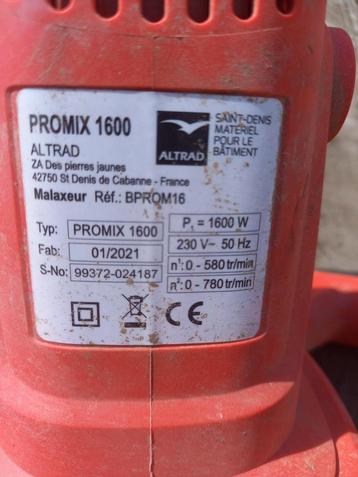 PROMIX 1600
ALTRAD
ZA Des pierres jaunes
42750 St Denis de Cabanne - France
Malaxeur Réf.: BPROM16
ALTRAD
SAINT-DENIS
MATERIEL
POUR LE
BÂTIMENT
Typ: PROMIX 1600
Fab: 01/2021
S-No: 99372-024187
P₁ = 1600 W
230 V~ 50 Hz
n¹: 0 - 580 tr/min
n²: 0 - 780 tr/min
CE